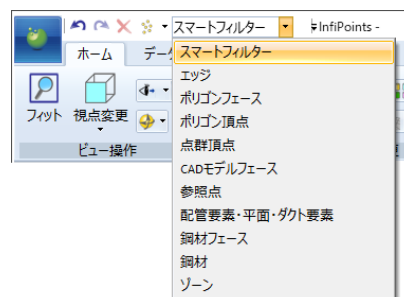 スマートフィルター
InfiPoints -
ホーム
デー
スマートフィルター
エッジ
ポリゴンフェース
ポリゴン頂点
点群頂点
CADモデルフェース
参照点
配管要素・平面・ダクト要素
鋼材フェース
鋼材
ゾーン
フィット
視点変更
ビュー操作